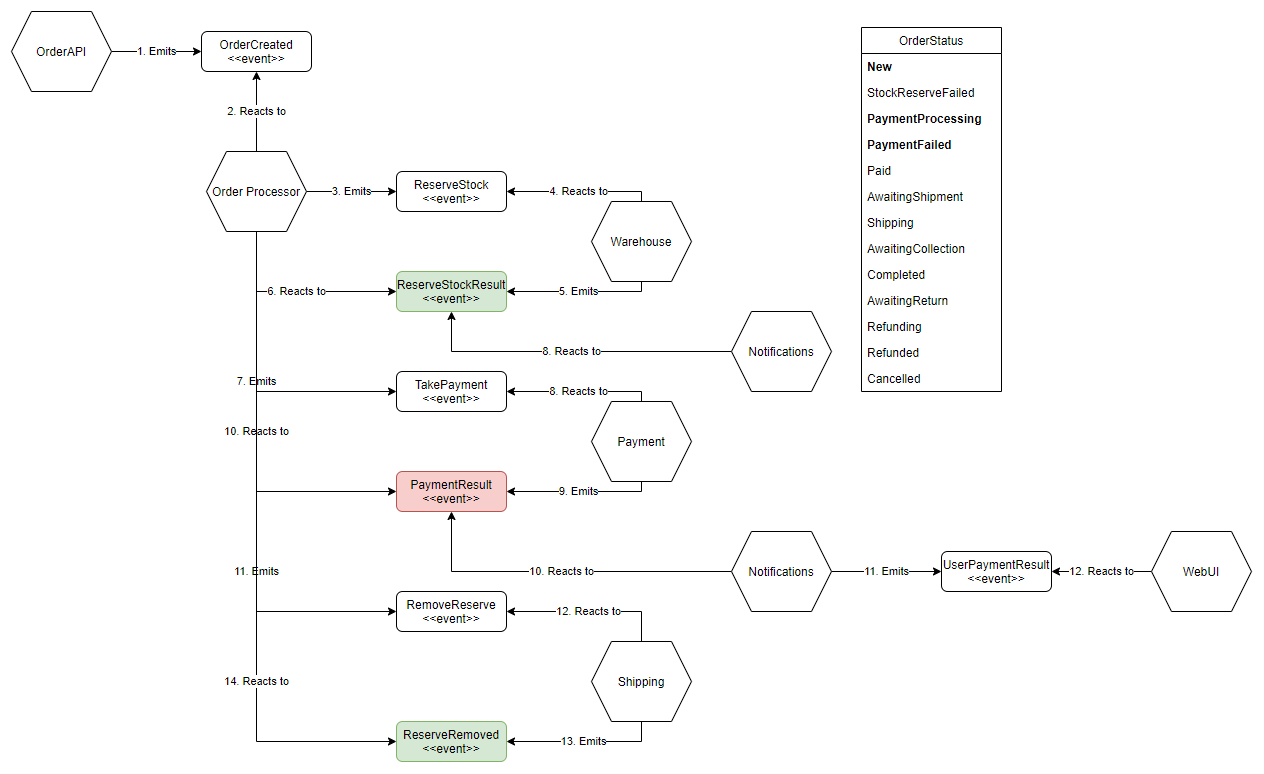 OrderAPI
1. Emits
OrderCreated
<<event>>
2. Reacts to
Order Processor
3. Emits
ReserveStock
<<event>>
4. Reacts to
Warehouse
6. Reacts to
ReserveStockResult
<<event>>
5. Emits
8. Reacts to
Notifications
7. Emits
TakePayment
<<event>>
8. Reacts to
10. Reacts to
Payment
PaymentResult
<<event>>
9. Emits
11. Emits
10. Reacts to
Notifications
11. Emits
UserPaymentResult
<<event>>
12. Reacts to
WebUI
RemoveReserve
<<event>>
12. Reacts to
14. Reacts to
Shipping
ReserveRemoved
<<event>>
13. Emits
OrderStatus
New
StockReserveFailed
PaymentProcessing
PaymentFailed
Paid
AwaitingShipment
Shipping
AwaitingCollection
Completed
AwaitingReturn
Refunding
Refunded
Cancelled